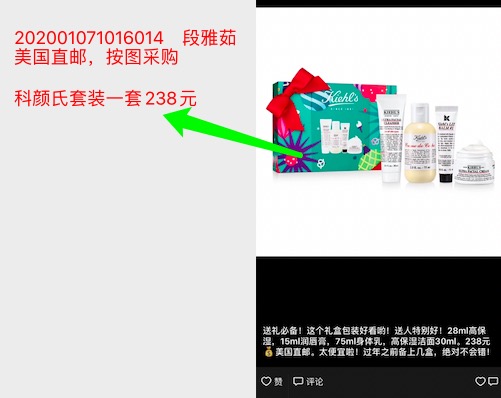 202001071016014 段雅茹
美国直邮，按图采购
科颜氏套装一套238元
Kiehl's
KIEHL'S
KIEHL'S
送礼必备！这个礼盒包装好看哟！送人特别好！28ml高保
湿，15ml润唇膏，75ml身体乳，高保湿洁面30ml。238元
💰美国直邮。太便宜啦！过年之前备上几盒，绝对不会错！
赞 评论